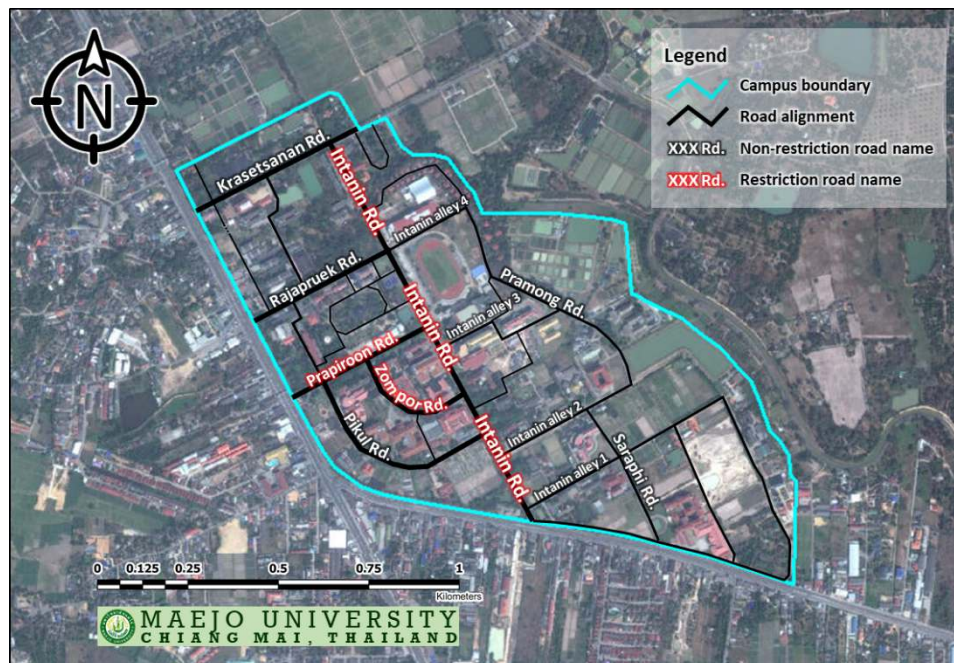 N
Legend
Campus boundary
Road alignment
XXX Rd. Non-restriction road name
XXX Rd. Restriction road name
Krasetsanan Rd.
Intanin Rd.
Intanin alley 4
Rajapruek Rd.
Pramong Rd.
Intanin Rd.
Intanin alley 3
Prapiroon Rd.
Zompor Rd.
Pikul Rd.
Intanin Rd.
Intanin alley 2
Intanin alley 1
Saraphi Rd.
0 0.125 0.25 0.5 0.75 1
Kilometers
MAEJO UNIVERSITY
CHIANG MAI, THAILAND